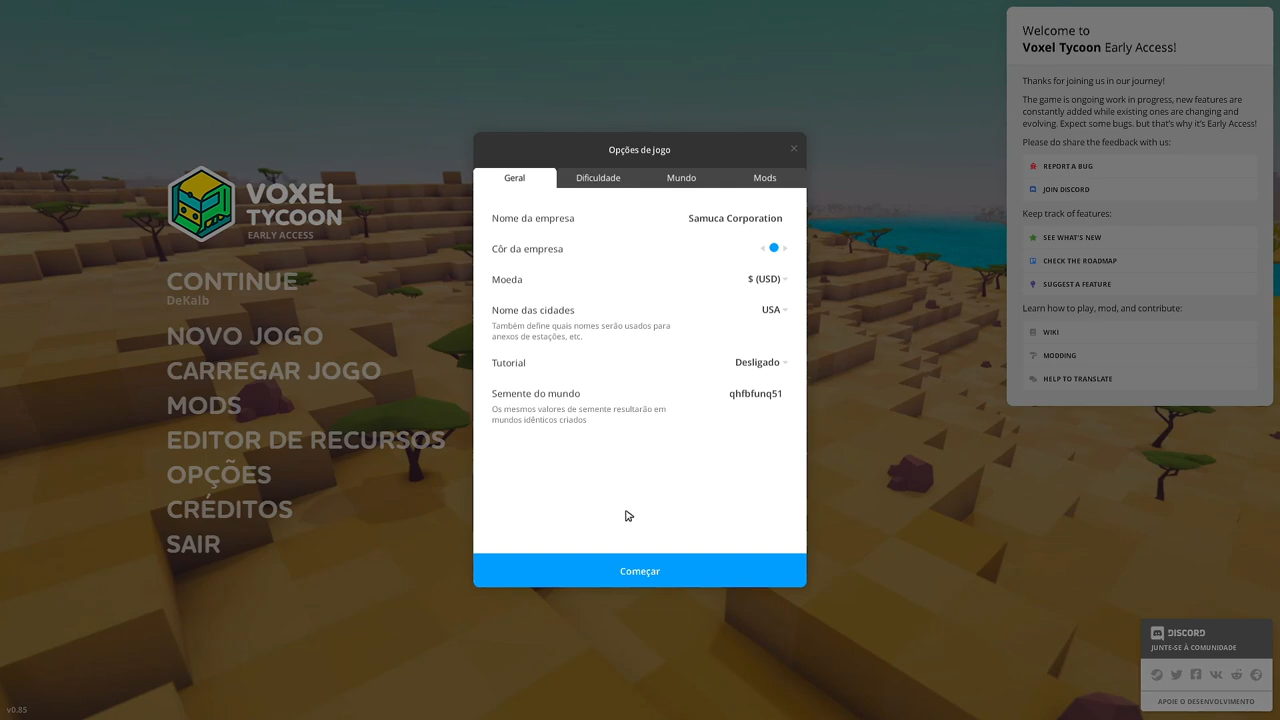 VOXEL
TYCOON
EARLY ACCESS
CONTINUE
DeKalb
NOVO JOGO
CARREGAR JOGO
MODS
EDITOR DE RECURSOS
OPÇÕES
CRÉDITOS
SAIR
v0.85
Opções de jogo
Geral Dificuldade Mundo Mods
Nome da empresa Samuca Corporation
Côr da empresa
Moeda $ (USD)
Nome das cidades USA
Também define quais nomes serão usados para
anexos de estações, etc.
Tutorial Desligado
Semente do mundo qhfbfunq51
Os mesmos valores de semente resultarão em
mundos idênticos criados
Começar
Welcome to
Voxel Tycoon Early Access!
Thanks for joining us in our journey!
The game is ongoing work in progress, new features are
constantly added while existing ones are changing and
evolving. Expect some bugs. but that's why it's Early Access!
Please do share the feedback with us:
REPORT A BUG
JOIN DISCORD
Keep track of features:
SEE WHAT'S NEW
CHECK THE ROADMAP
SUGGEST A FEATURE
Learn how to play, mod, and contribute:
WIKI
MODDING
HELP TO TRANSLATE
DISCORD
JUNTE-SE À COMUNIDADE
APOIE O DESENVOLVIMENTO